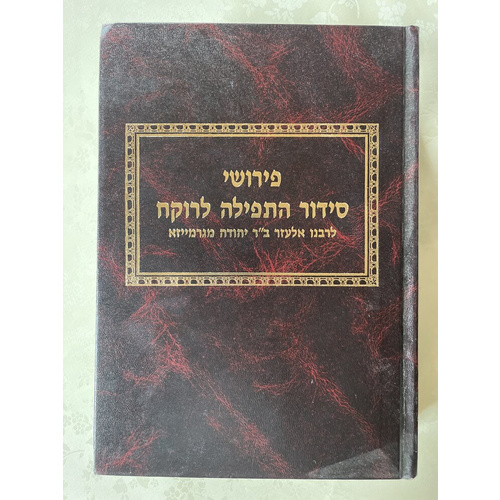 פירושי
סידור התפילה לרוקח
לרבנו אלעזר ב״ר יהודה מגרמייזא